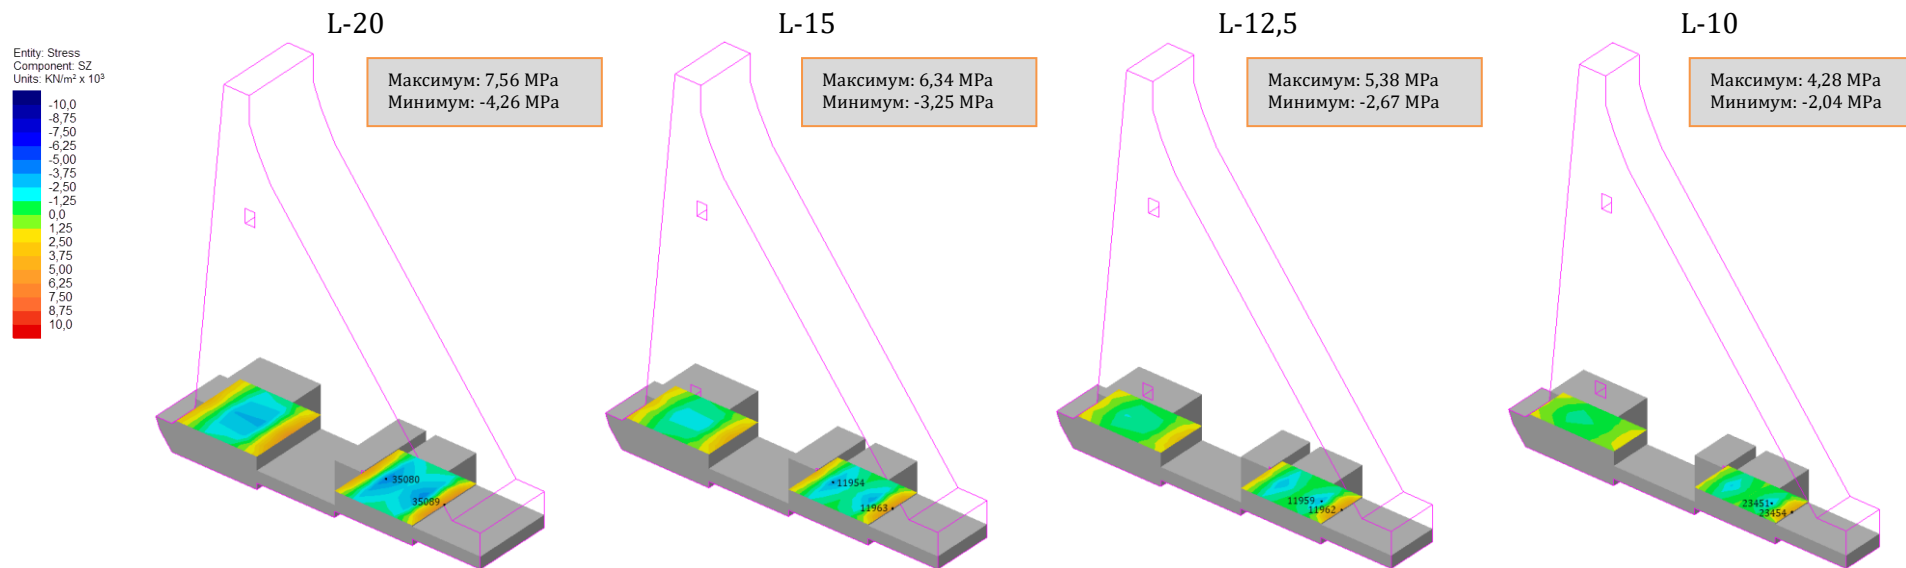 L-20
L-15
L-12,5
L-10
Entity: Stress
Component: SZ
Units: KN/m² x 10³
-10,0
-8,75
-7,50
-6,25
-5,00
-3,75
-2,50
-1,25
0,0
1,25
2,50
3,75
5,00
6,25
7,50
8,75
10,0
Максимум: 7,56 MPa
Минимум: -4,26 MPa
Максимум: 6,34 MPa
Минимум: -3,25 MPa
Максимум: 5,38 MPa
Минимум: -2,67 MPa
Максимум: 4,28 MPa
Минимум: -2,04 MPa
35080
35089
11954
11963
11959
11962
23451
23454